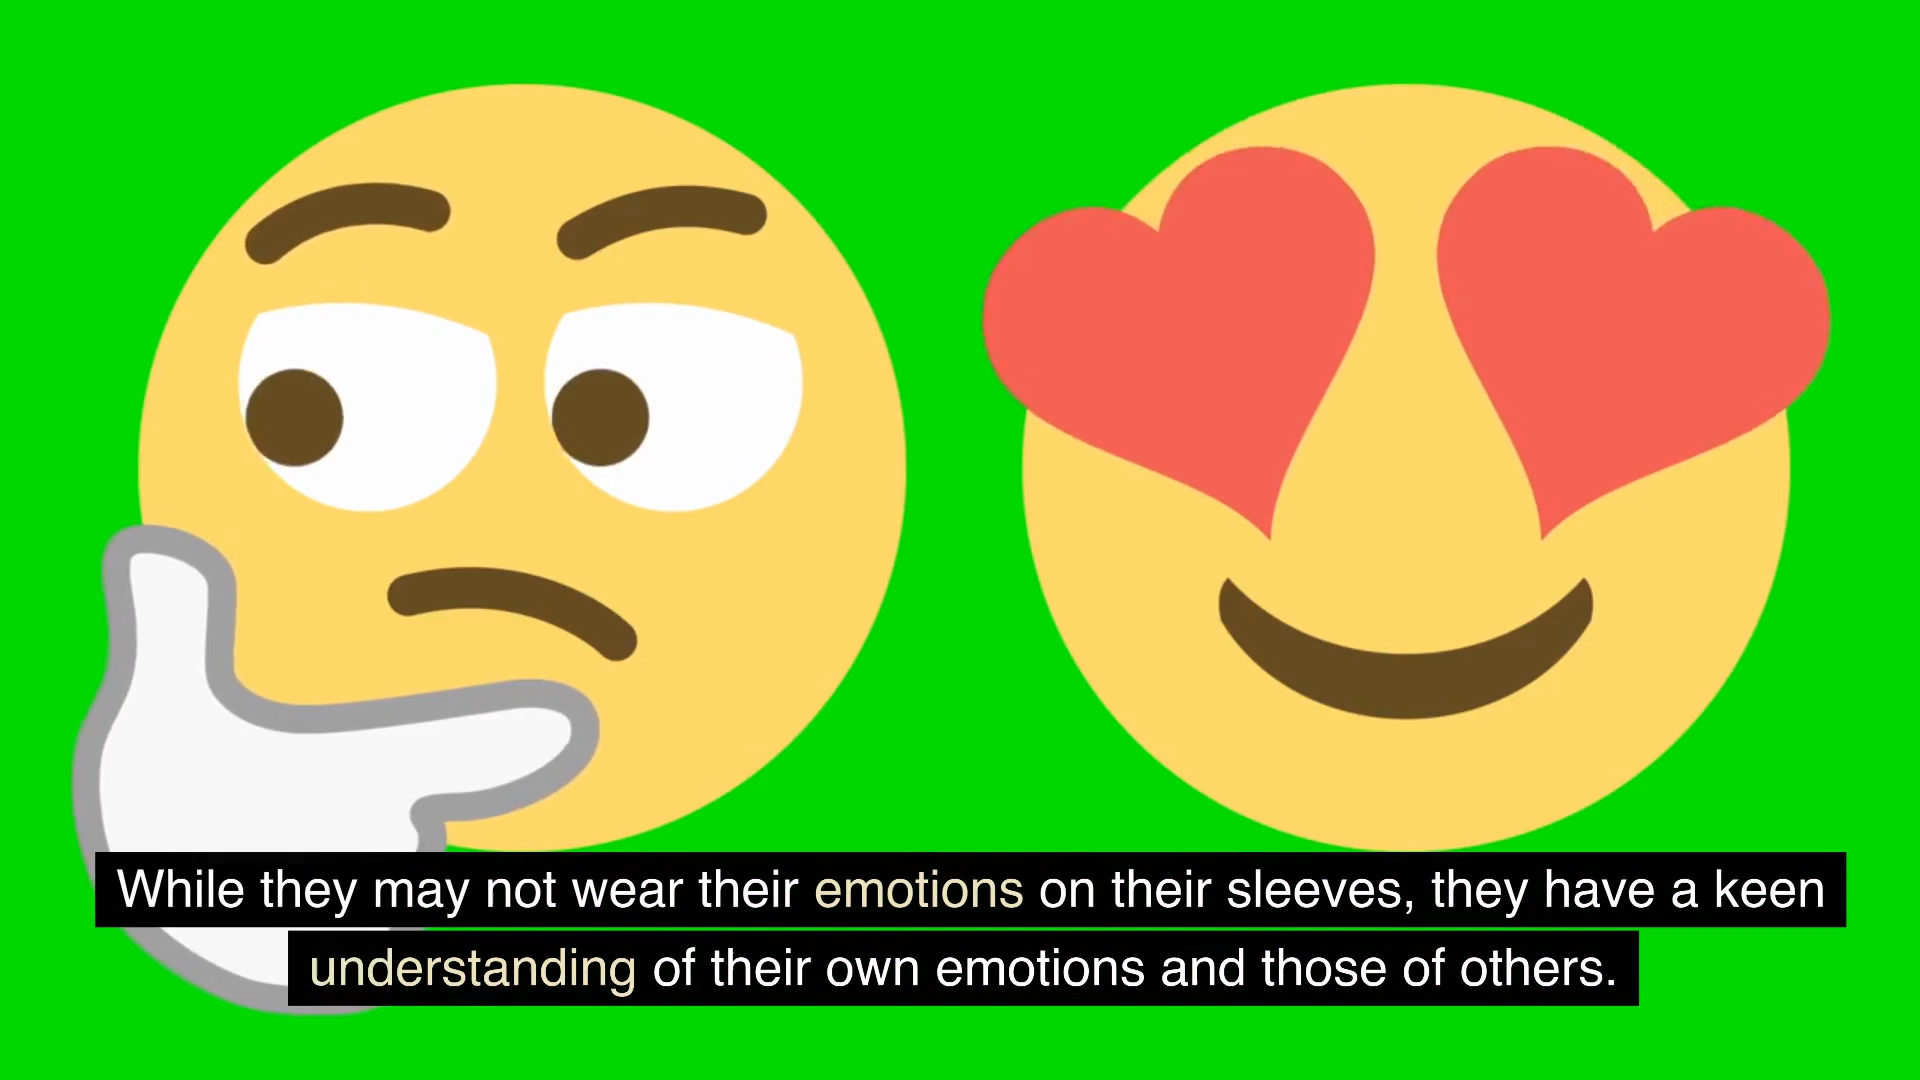 While they may not wear their emotions on their sleeves, they have a keen
understanding of their own emotions and those of others.